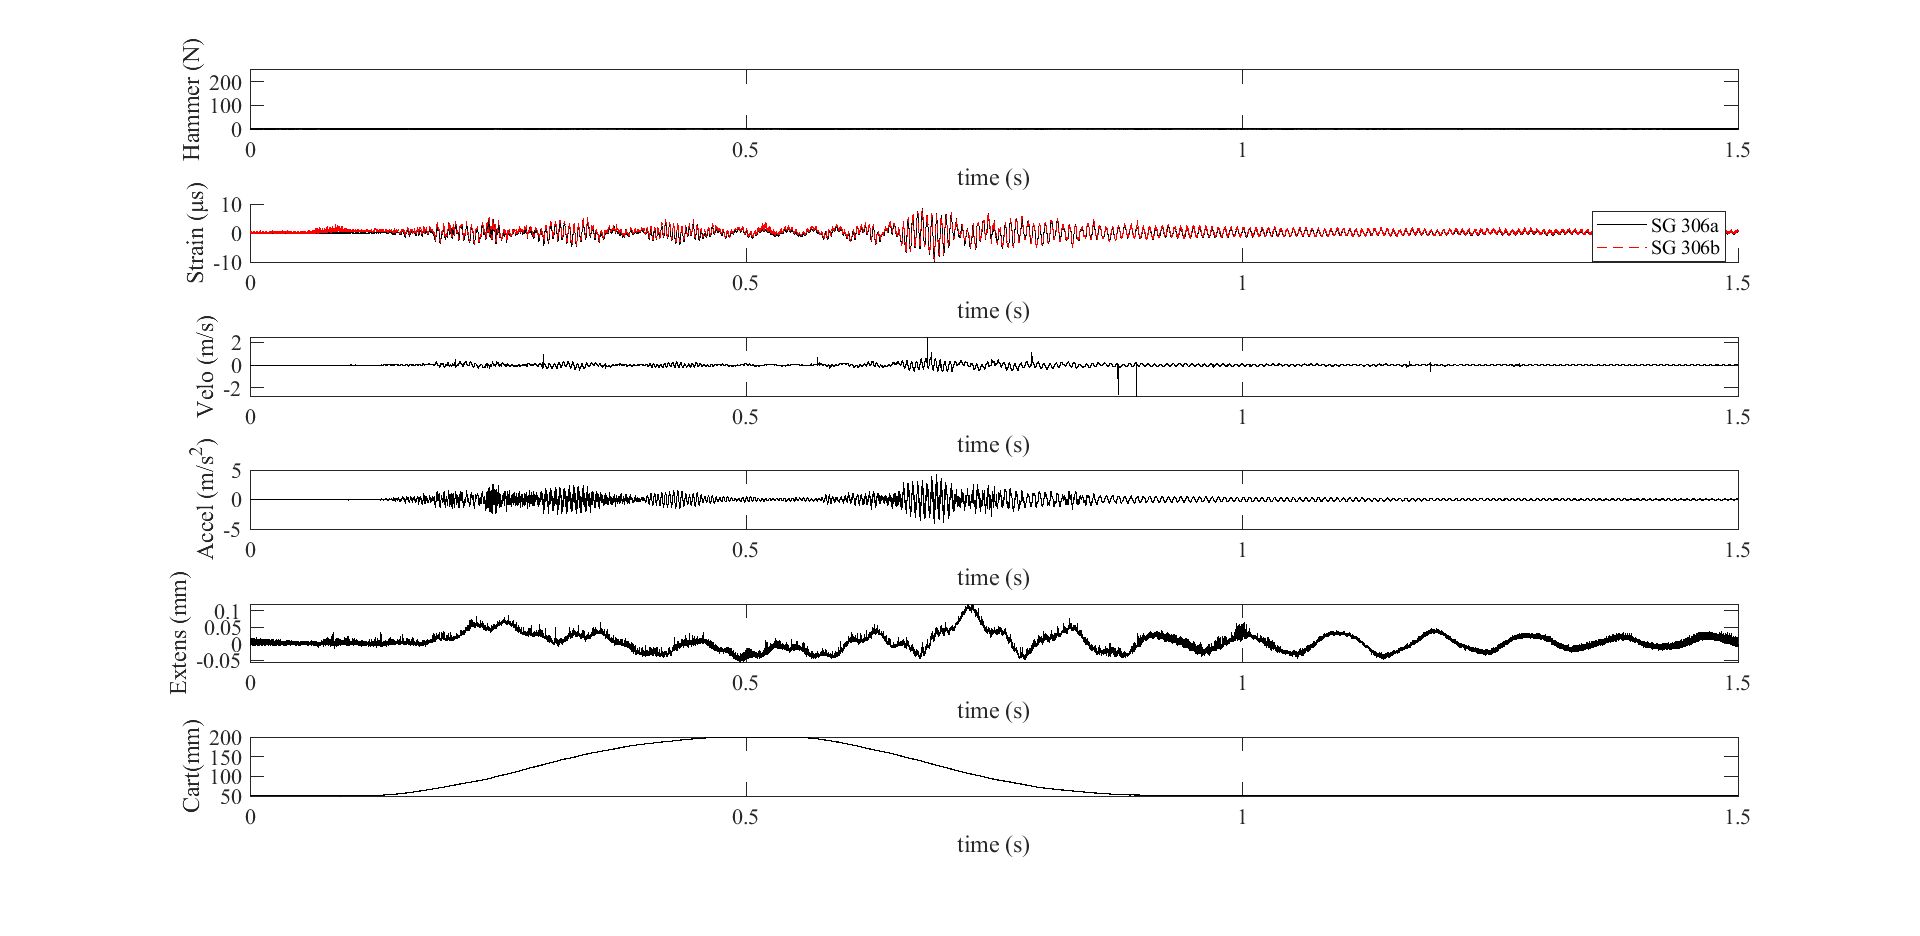 Hammer (N)
200
100
0
0 0.5 1 1.5
time (s)
Strain (μs)
10
0
-10
SG 306a
SG 306b
0 0.5 1 1.5
time (s)
Velo (m/s)
2
0
-2
0 0.5 1 1.5
time (s)
Accel (m/s²)
5
0
-5
0 0.5 1 1.5
time (s)
Extens (mm)
0.1
0.05
0
-0.05
0 0.5 1 1.5
time (s)
Cart(mm)
200
150
100
50
0 0.5 1 1.5
time (s)